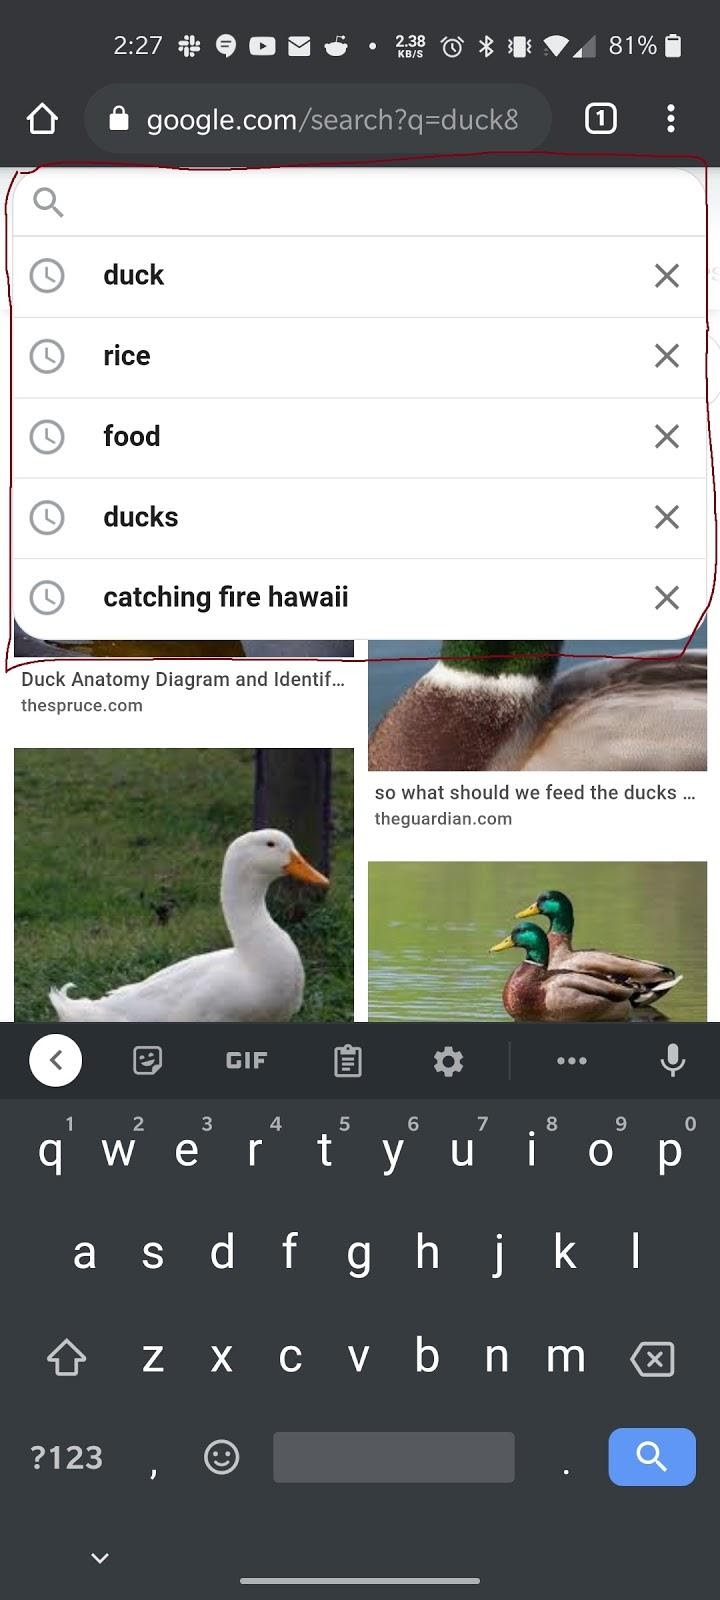 2:27 2.38 KB/S 81%
google.com/search?q=duck& 1
duck
rice
food
ducks
catching fire hawaii
Duck Anatomy Diagram and Identif...
thespruce.com
so what should we feed the ducks ...
theguardian.com
GIF
1 2 3 4 5 6 7 8 9 0
q w e r t y u i o p
a s d f g h j k l
z x c v b n m
?123 , .